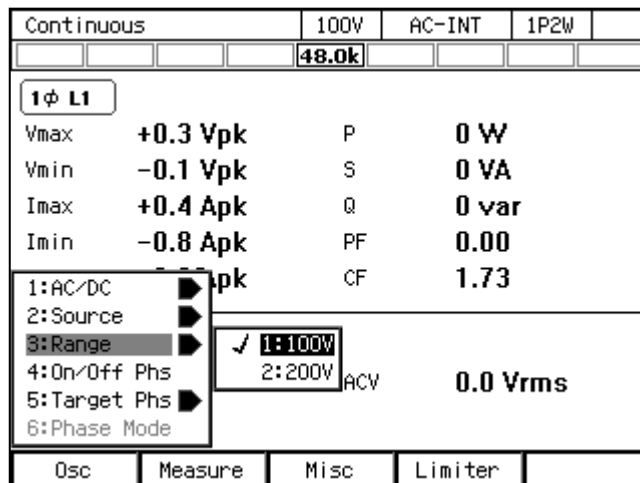 Continuous 100V AC-INT 1P2W
48.0k
1φ L1
Vmax +0.3 Vpk P 0 W
Vmin -0.1 Vpk S 0 VA
Imax +0.4 Apk Q 0 var
Imin -0.8 Apk PF 0.00
CF 1.73
1:AC/DC
2:Source
3:Range
1:100V
2:200V
4:On/Off Phs
5:Target Phs
6:Phase Mode
ACV 0.0 Vrms
Osc Measure Misc Limiter